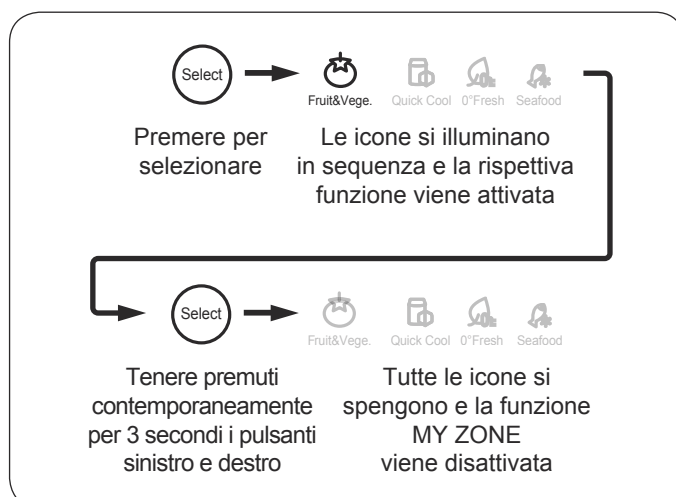 Select
Fruit&Vege. Quick Cool 0°Fresh Seafood
Premere per
selezionare
Le icone si illuminano
in sequenza e la rispettiva
funzione viene attivata
Select
Fruit&Vege. Quick Cool 0°Fresh Seafood
Tenere premuti
contemporaneamente
per 3 secondi i pulsanti
sinistro e destro
Tutte le icone si
spengono e la funzione
MY ZONE
viene disattivata